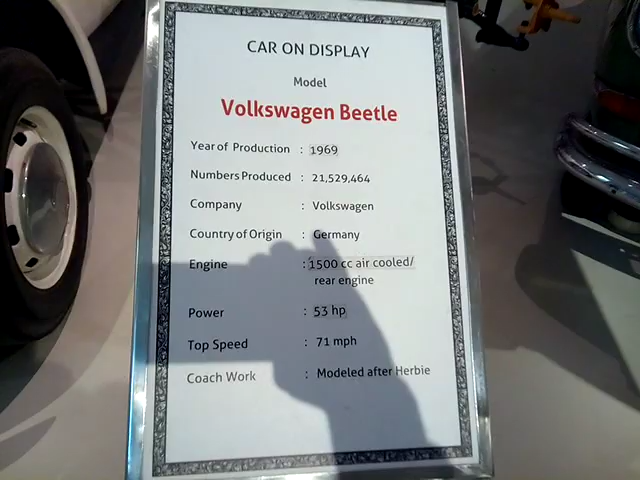 CAR ON DISPLAY
Model
Volkswagen Beetle
Year of Production : 1969
Numbers Produced : 21,529,464
Company : Volkswagen
Country of Origin : Germany
Engine : 1500 cc air cooled/
rear engine
Power : 53 hp
Top Speed : 71 mph
Coach Work : Modeled after Herbie